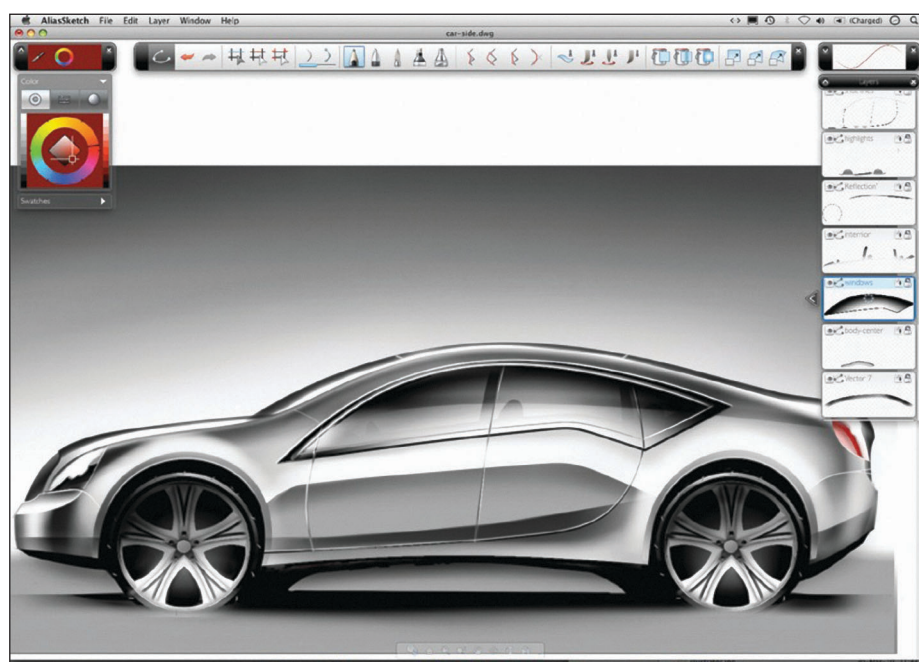 AliasSketch File Edit Layer Window Help (Charged)
car-side.dwg
Color
Swatches
Layers
highlights
Reflection'
interior
windows
body-center
Vector 7